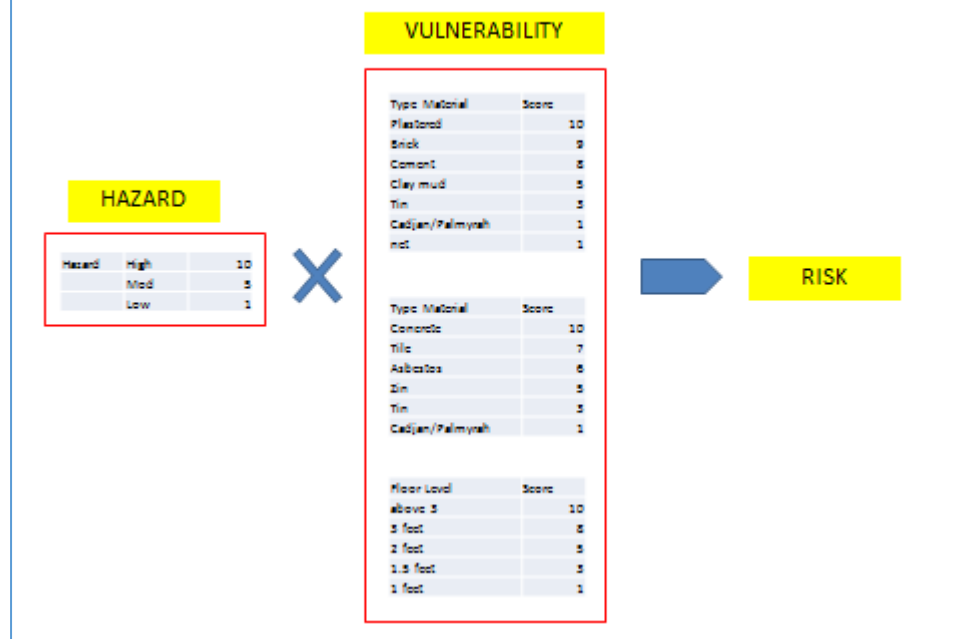 VULNERABILITY
Type Material Score
Plastered 10
Brick 9
Cement 8
Clay mud 5
Tin 3
Cadjan/Palmyrah 1
net 1
HAZARD
Hazard High 10
Mod 5
Low 1
RISK
Type Material Score
Concrete 10
Tile 7
Asbestos 6
Zin 5
Tin 3
Cadjan/Palmyrah 1
Floor Level Score
above 3 10
3 feet 8
2 feet 5
1.5 feet 3
1 feet 1